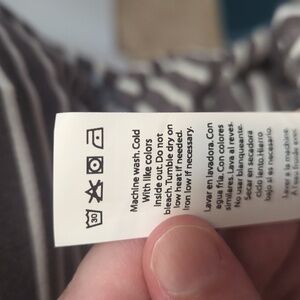 30
Machine wash. Cold
With like colors
Inside out. Do not
bleach. Tumble dry on
low heat if needed.
Iron low if necessary.
Lavar en lavadora. Con
agua fría. Con colores
similares. Lava al reves.
No usar blanqueante.
Secar en secadora
ciclo lento. Hierro
bajo si es necesario.